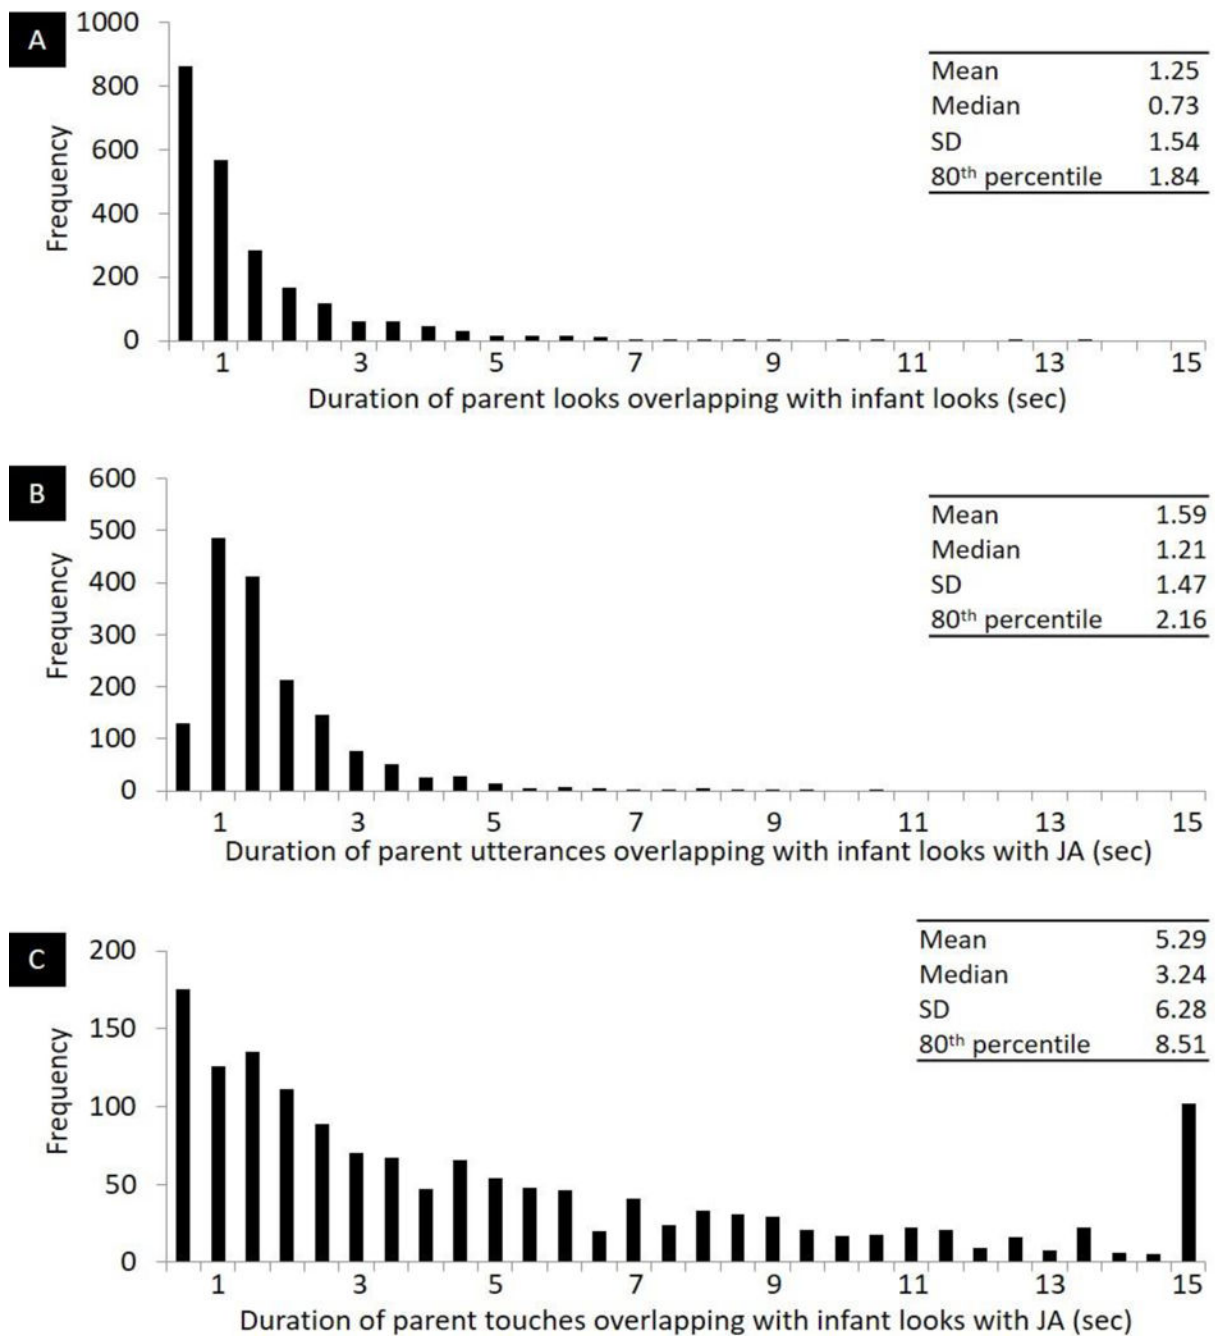 A
1000
800
600
400
200
0
Frequency
Mean 1.25
Median 0.73
SD 1.54
80th percentile 1.84
1 3 5 7 9 11 13 15
Duration of parent looks overlapping with infant looks (sec)
B
600
500
400
300
200
100
0
Frequency
Mean 1.59
Median 1.21
SD 1.47
80th percentile 2.16
1 3 5 7 9 11 13 15
Duration of parent utterances overlapping with infant looks with JA (sec)
C
200
150
100
50
0
Frequency
Mean 5.29
Median 3.24
SD 6.28
80th percentile 8.51
1 3 5 7 9 11 13 15
Duration of parent touches overlapping with infant looks with JA (sec)